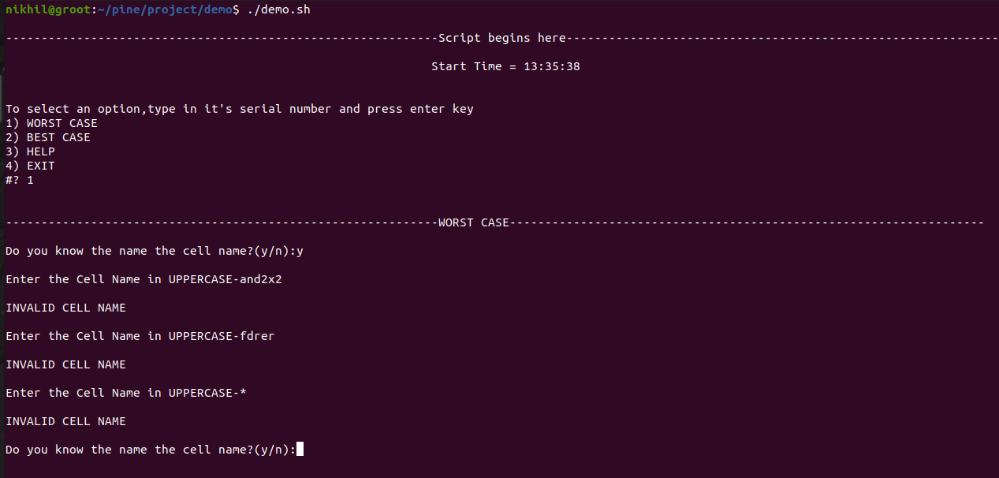 nikhil@groot:~/pine/project/demo$ ./demo.sh
-------------------------------------------------------------Script begins here-------------------------------------------------------------
Start Time = 13:35:38
To select an option,type in it's serial number and press enter key
1) WORST CASE
2) BEST CASE
3) HELP
4) EXIT
#? 1
-------------------------------------------------------------WORST CASE-------------------------------------------------------------------
Do you know the name the cell name?(y/n):y
Enter the Cell Name in UPPERCASE-and2x2
INVALID CELL NAME
Enter the Cell Name in UPPERCASE-fdrer
INVALID CELL NAME
Enter the Cell Name in UPPERCASE-*
INVALID CELL NAME
Do you know the name the cell name?(y/n):